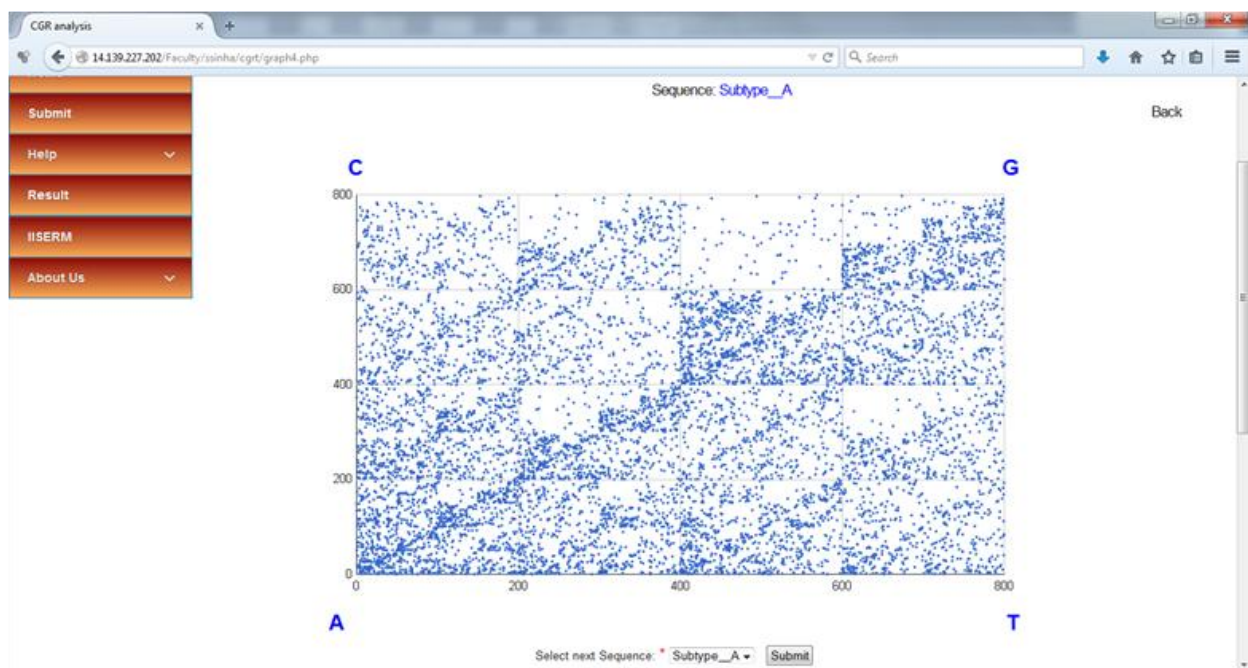 CGR analysis × +
14.139.227.202/Faculty/ssinha/cgrt/graph4.php Search
Sequence: Subtype__A
Back
Submit
Help
Result
IISERM
About Us
C G
800
600
400
200
0
0 200 400 600 800
A T
Select next Sequence: * Subtype__A Submit